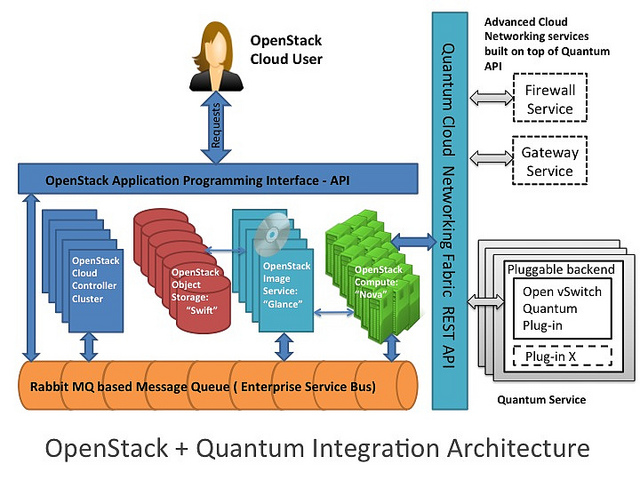 OpenStack
Cloud User
Requests
OpenStack Application Programming Interface - API
OpenStack
Cloud
Controller
Cluster
OpenStack
Object
Storage:
"Swift"
OpenStack
Image
Service:
"Glance"
OpenStack
Compute:
"Nova"
Rabbit MQ based Message Queue ( Enterprise Service Bus)
Quantum Cloud Networking Fabric REST API
Advanced Cloud
Networking services
built on top of Quantum
API
Firewall
Service
Gateway
Service
Pluggable backend
Open vSwitch
Quantum
Plug-in
Plug-in X
Quantum Service
OpenStack + Quantum Integration Architecture